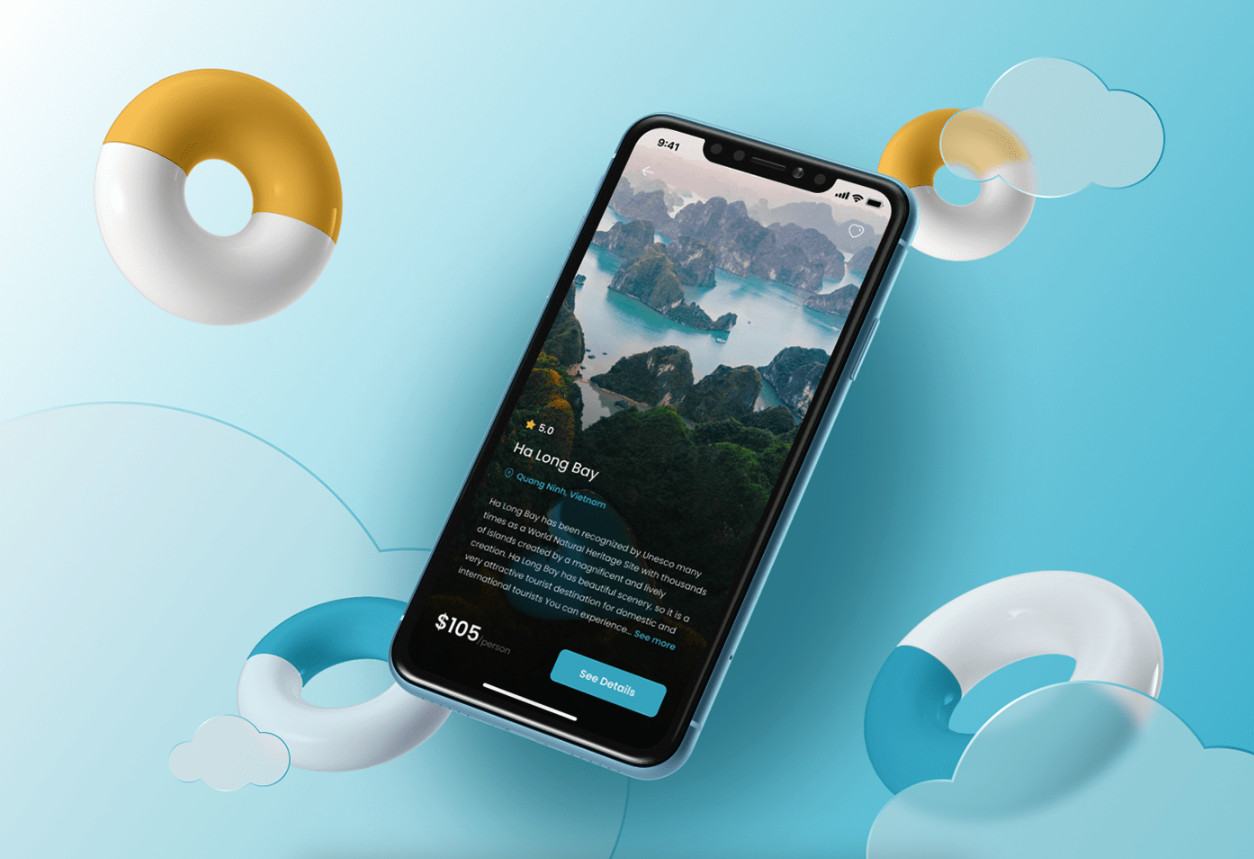 9:41
5.0
Ha Long Bay
Quang Ninh, Vietnam
Ha Long Bay has been recognized by Unesco many
times as a World Natural Heritage Site with thousands
of islands created by a magnificent and lively
creation. Ha Long Bay has beautiful scenery, so it is a
very attractive tourist destination for domestic and
international tourists You can experience... See more
$105/person
See Details